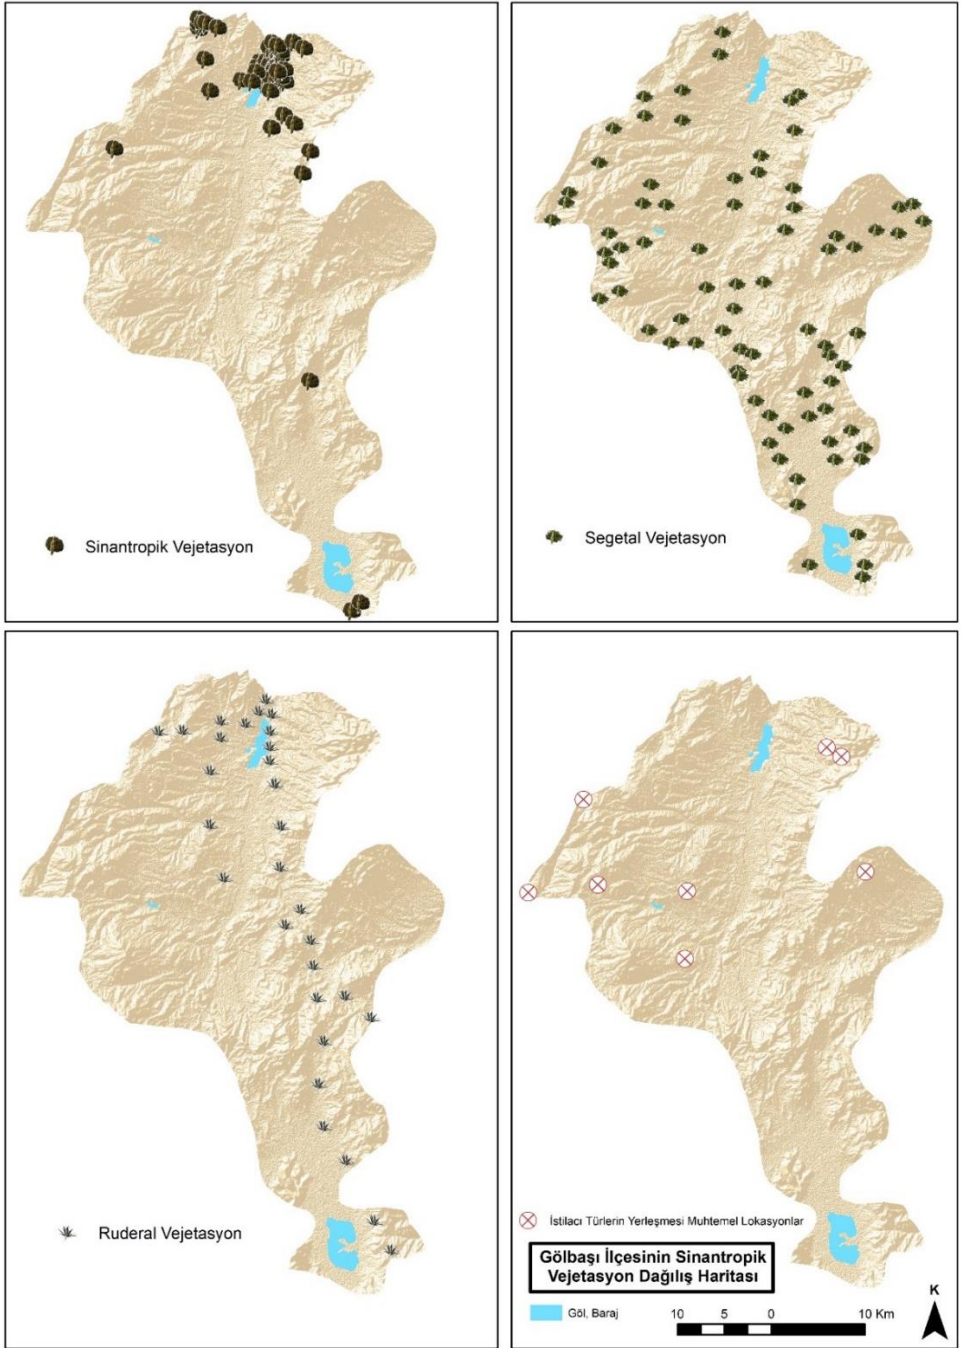 Sinantropik Vejetasyon
Segetal Vejetasyon
Ruderal Vejetasyon
İstilacı Türlerin Yerleşmesi Muhtemel Lokasyonlar
Gölbaşı İlçesinin Sinantropik
Vejetasyon Dağılış Haritası
Göl, Baraj
10 5 0 10 Km
K